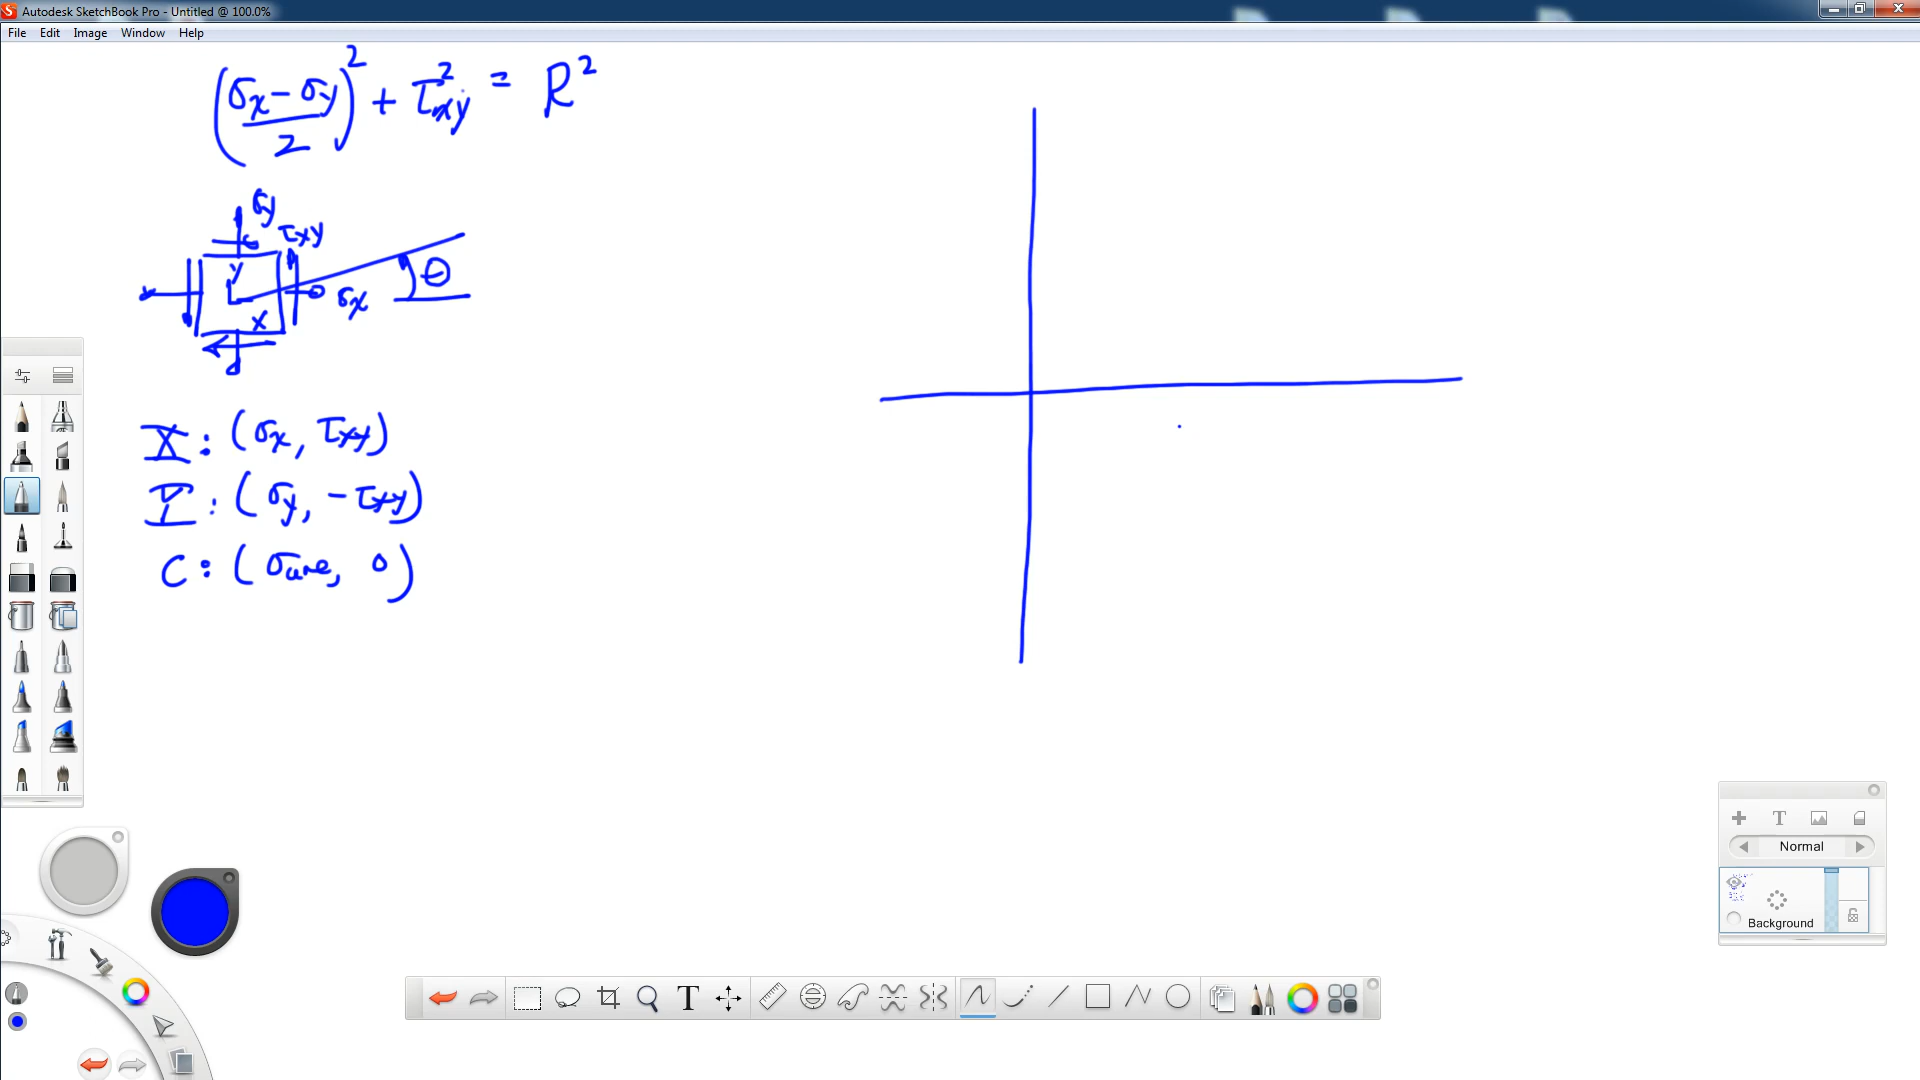 Autodesk SketchBook Pro - Untitled @ 100.0%
File Edit Image Window Help
(σx - σy / 2)² + τxy² = R²
σy
τxy
y
θ
σx
x
X: (σx, τxy)
Y: (σy, -τxy)
C: (σave, 0)
T
Normal
Background
T